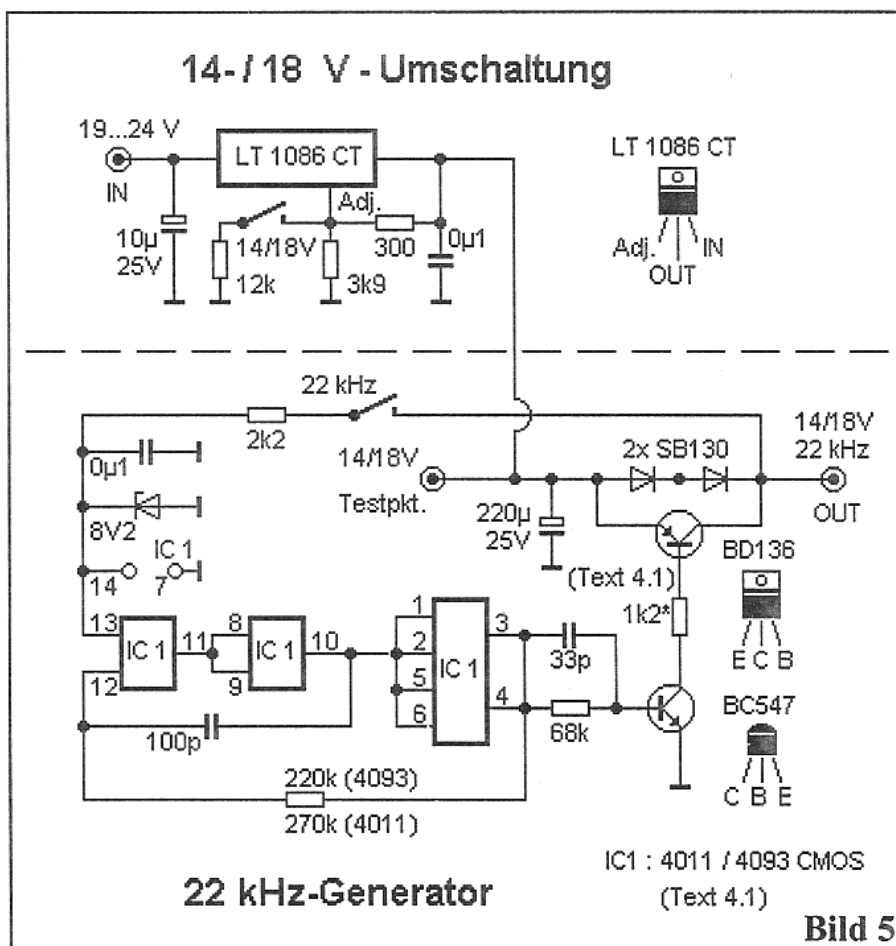 14-/ 18 V - Umschaltung
19...24 V
IN
LT 1086 CT
Adj.
10µ
25V
14/18V
12k
3k9
300
0µ1
LT 1086 CT
Adj.
OUT
IN
22 kHz
2k2
0µ1
8V2
IC 1
14
7
14/18V
Testpkt.
220µ
25V
2x SB130
14/18V
22 kHz
OUT
(Text 4.1)
1k2*
BD136
E C B
13
12
IC 1
11
8
9
IC 1
10
1
2
5
6
IC 1
3
4
33p
68k
BC547
C B E
100p
220k (4093)
270k (4011)
22 kHz-Generator
IC1 : 4011 / 4093 CMOS
(Text 4.1)
Bild 5